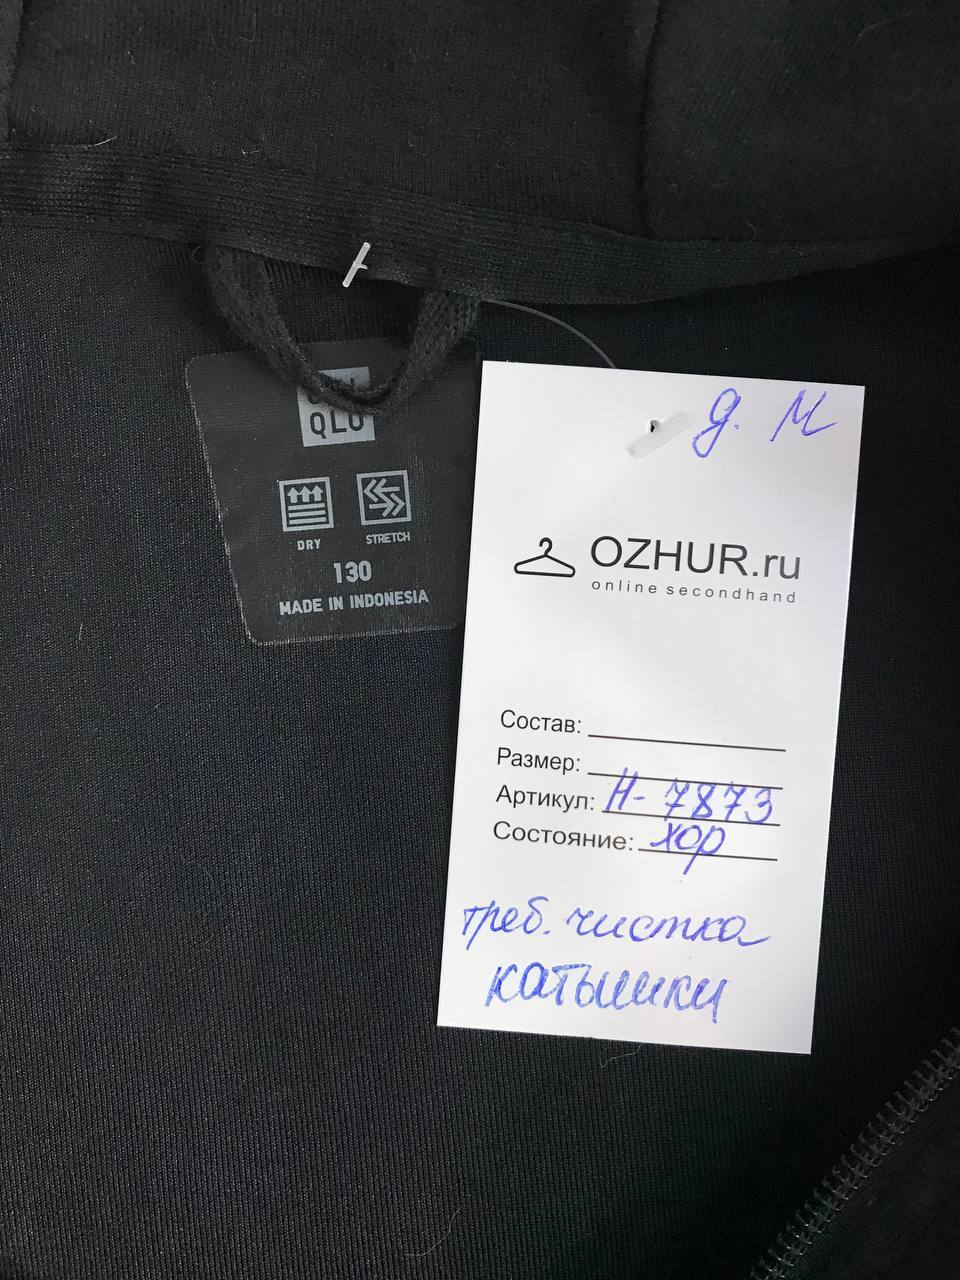 QLO
DRY
STRETCH
130
MADE IN INDONESIA
д. М
OZHUR.ru
online secondhand
Состав:
Размер:
Артикул: Н-7873
Состояние: хор
треб. чистка
катышки